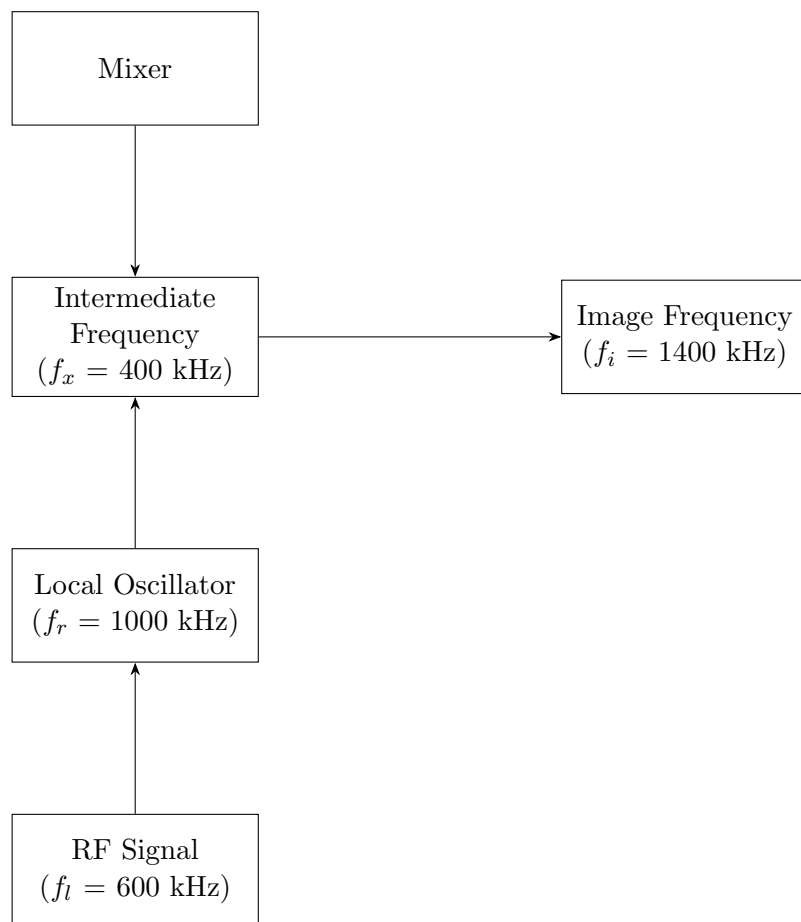 Mixer
Intermediate
Frequency
(f_x = 400 kHz)
Image Frequency
(f_i = 1400 kHz)
Local Oscillator
(f_r = 1000 kHz)
RF Signal
(f_l = 600 kHz)